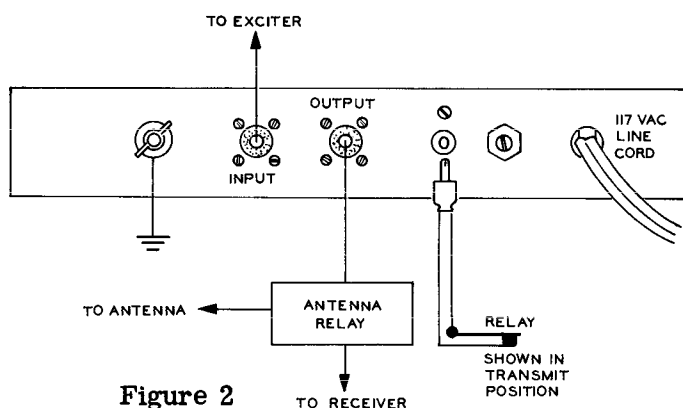 TO EXCITER
OUTPUT
INPUT
117 VAC
LINE
CORD
TO ANTENNA
ANTENNA
RELAY
RELAY
SHOWN IN
TRANSMIT
POSITION
Figure 2
TO RECEIVER